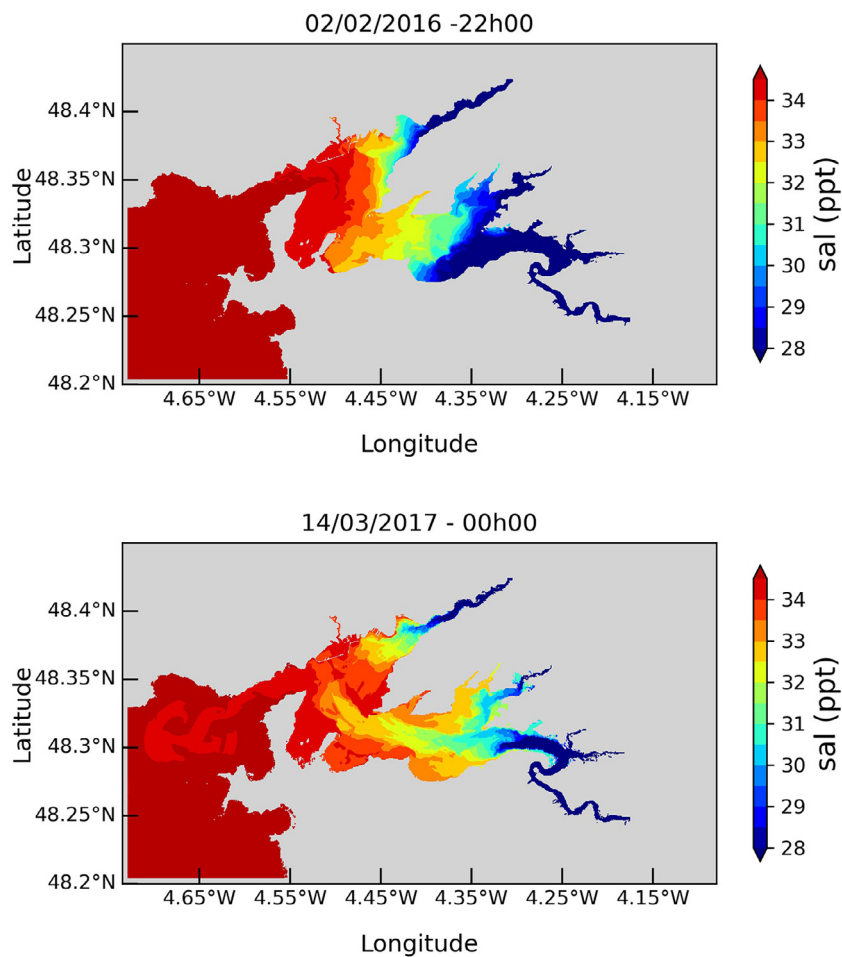 02/02/2016 -22h00
48.4°N
48.35°N
48.3°N
48.25°N
48.2°N
Latitude
4.65°W 4.55°W 4.45°W 4.35°W 4.25°W 4.15°W
Longitude
34
33
32
31
30
29
28
sal (ppt)
14/03/2017 - 00h00
48.4°N
48.35°N
48.3°N
48.25°N
48.2°N
Latitude
4.65°W 4.55°W 4.45°W 4.35°W 4.25°W 4.15°W
Longitude
34
33
32
31
30
29
28
sal (ppt)